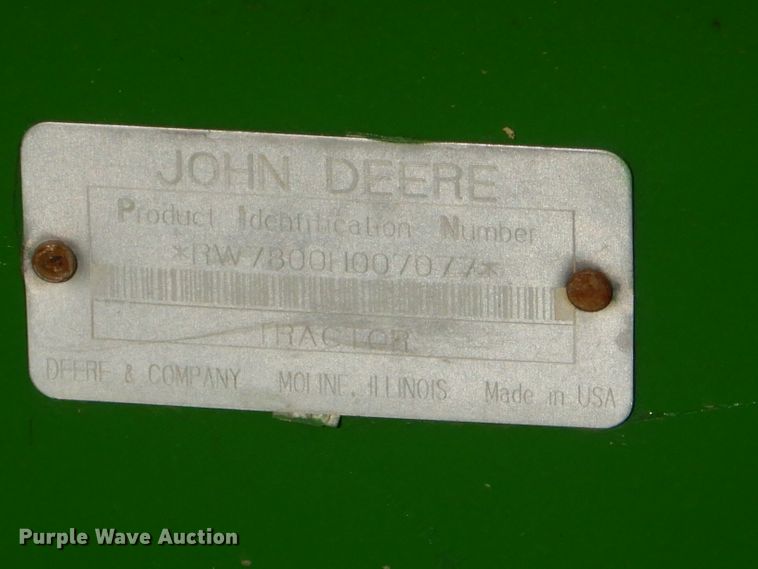 JOHN DEERE
Product Identification Number
*RW7800H007077*
TRACTOR
DEERE & COMPANY MOLINE, ILLINOIS Made in USA
Purple Wave Auction